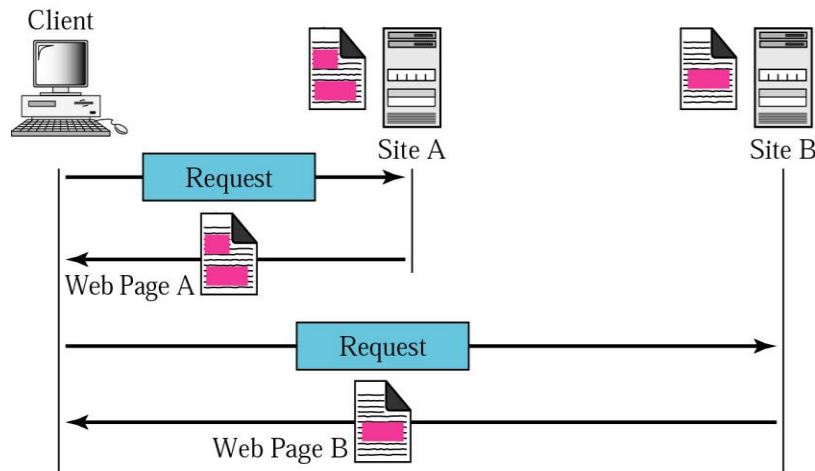 Client
Site A
Site B
Request
Web Page A
Request
Web Page B